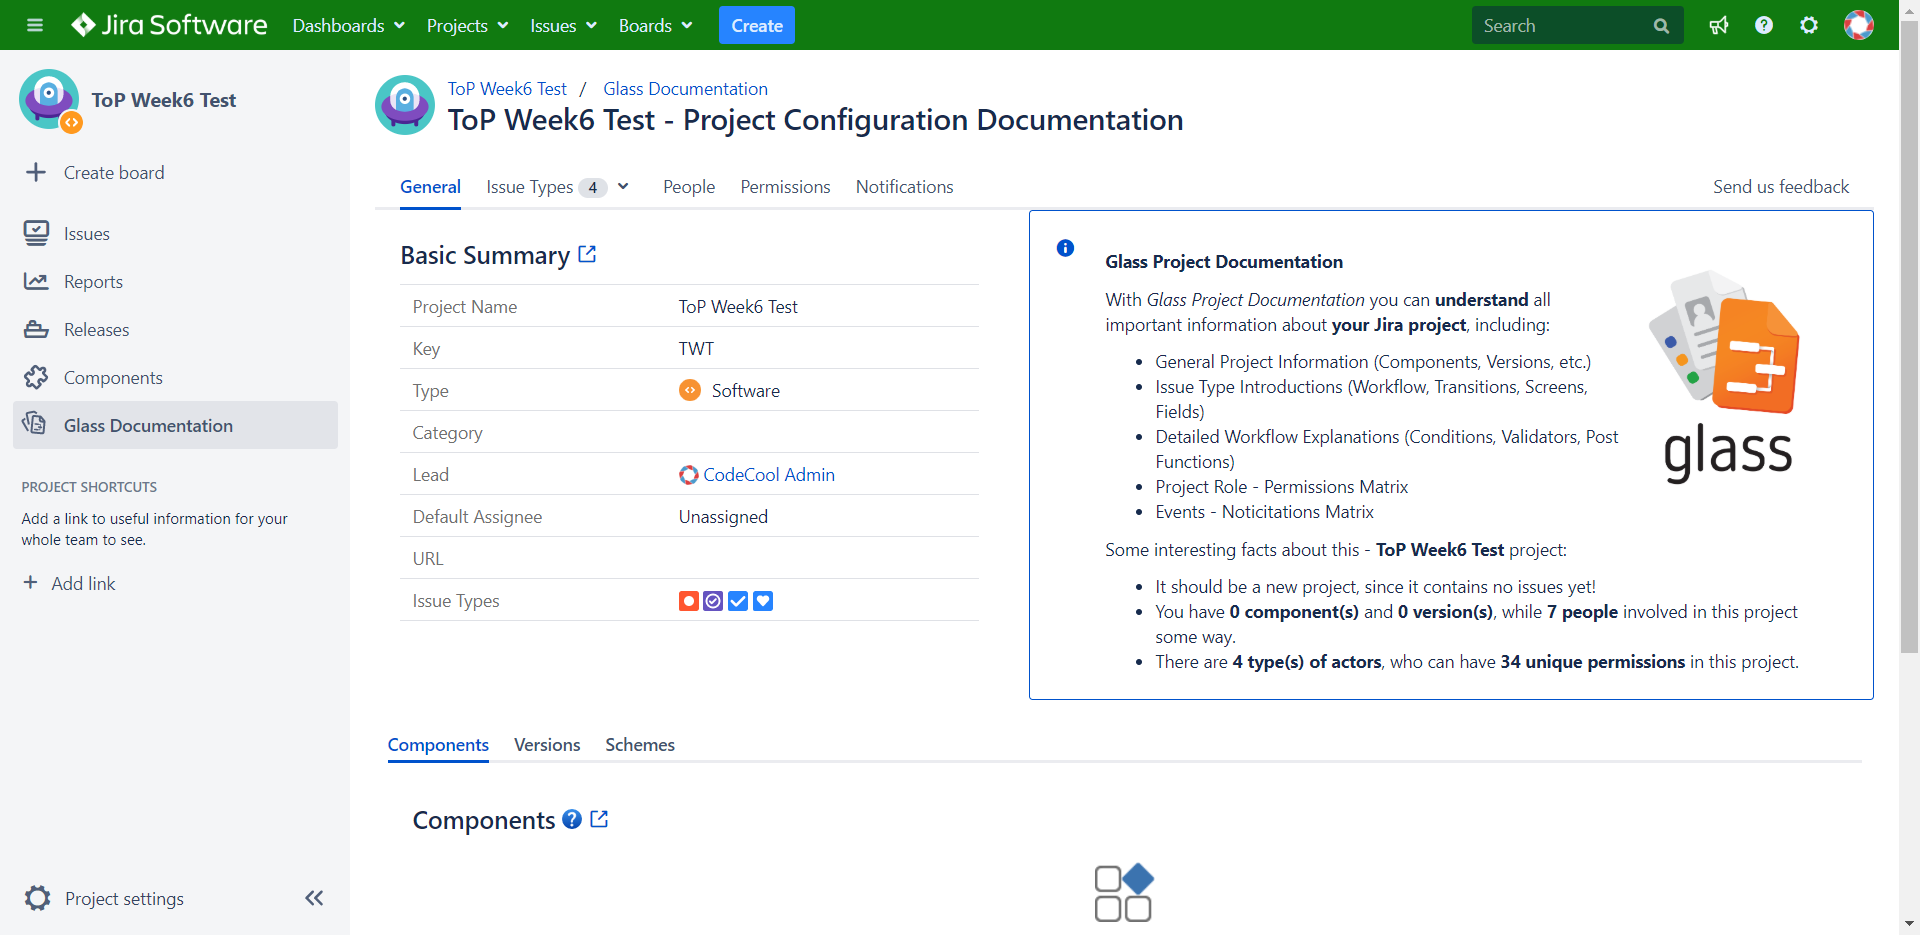 Jira Software Dashboards Projects Issues Boards Create Search
ToP Week6 Test
Create board
Issues
Reports
Releases
Components
Glass Documentation
PROJECT SHORTCUTS
Add a link to useful information for your
whole team to see.
Add link
Project settings
ToP Week6 Test / Glass Documentation
ToP Week6 Test - Project Configuration Documentation
General Issue Types 4 People Permissions Notifications Send us feedback
Basic Summary
Project Name ToP Week6 Test
Key TWT
Type Software
Category
Lead CodeCool Admin
Default Assignee Unassigned
URL
Issue Types
Glass Project Documentation
With Glass Project Documentation you can understand all
important information about your Jira project, including:
• General Project Information (Components, Versions, etc.)
• Issue Type Introductions (Workflow, Transitions, Screens,
Fields)
• Detailed Workflow Explanations (Conditions, Validators, Post
Functions)
• Project Role - Permissions Matrix
• Events - Noticitations Matrix
glass
Some interesting facts about this - ToP Week6 Test project:
• It should be a new project, since it contains no issues yet!
• You have 0 component(s) and 0 version(s), while 7 people involved in this project
some way.
• There are 4 type(s) of actors, who can have 34 unique permissions in this project.
Components Versions Schemes
Components